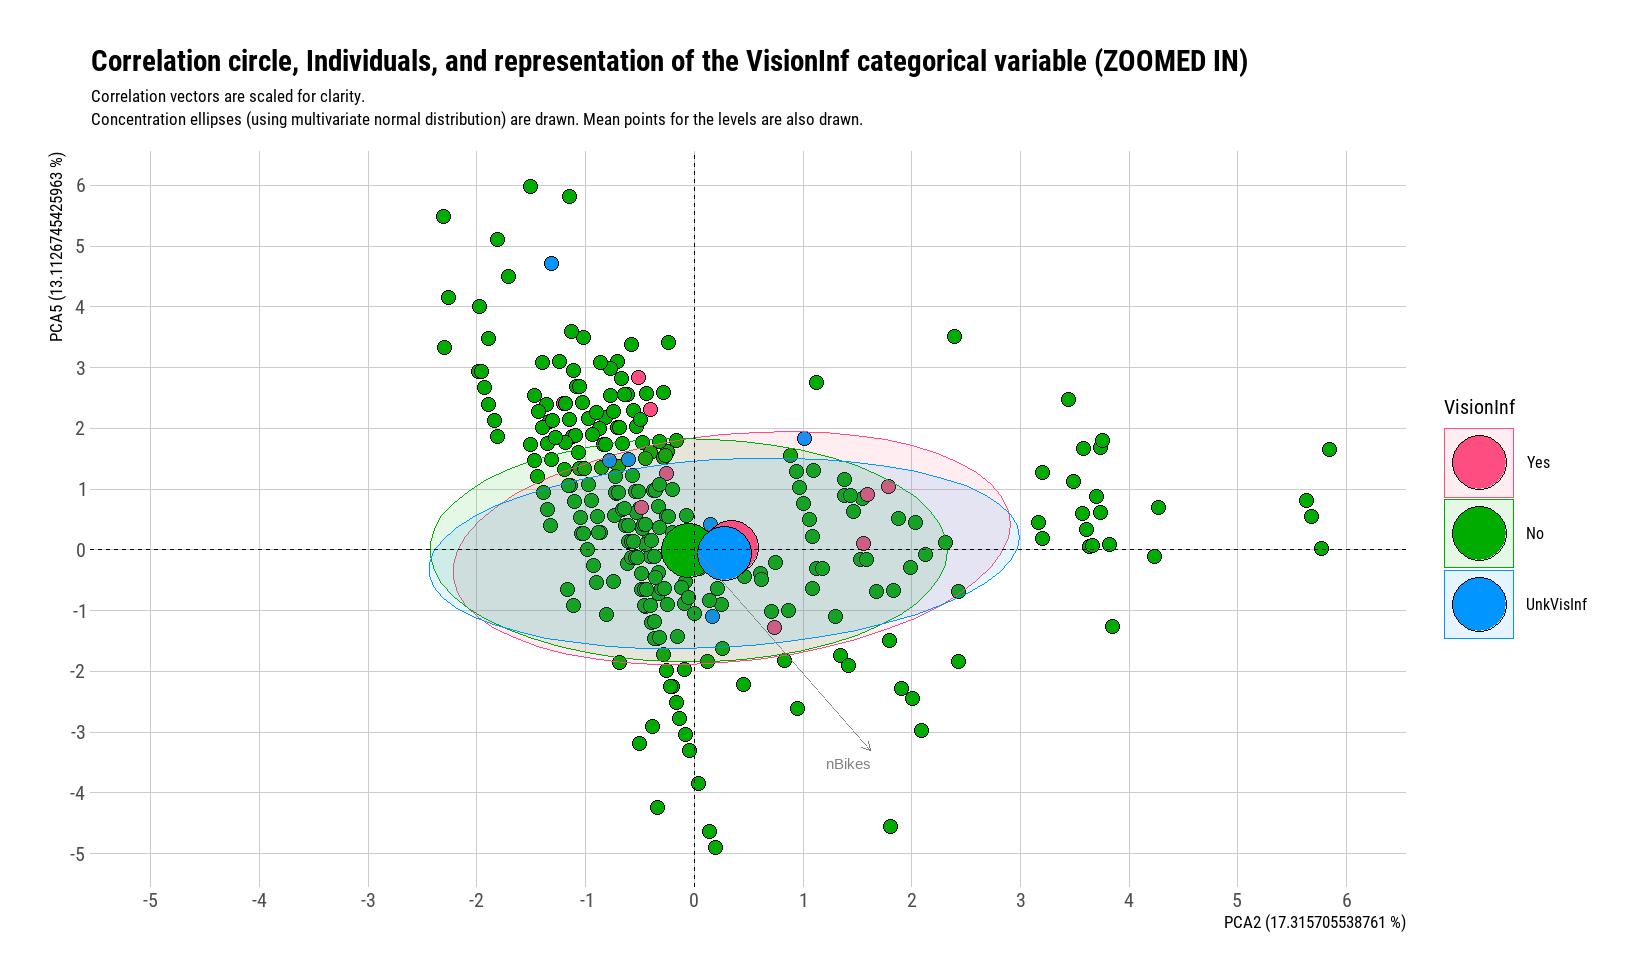 Correlation circle, Individuals, and representation of the VisionInf categorical variable (ZOOMED IN)
Correlation vectors are scaled for clarity.
Concentration ellipses (using multivariate normal distribution) are drawn. Mean points for the levels are also drawn.
PCA5 (13.1126745425963 %)
6
5
4
3
2
1
0
-1
-2
-3
-4
-5
nBikes
-5
-4
-3
-2
-1
0
1
2
3
4
5
6
PCA2 (17.315705538761 %)
VisionInf
Yes
No
UnkVisInf